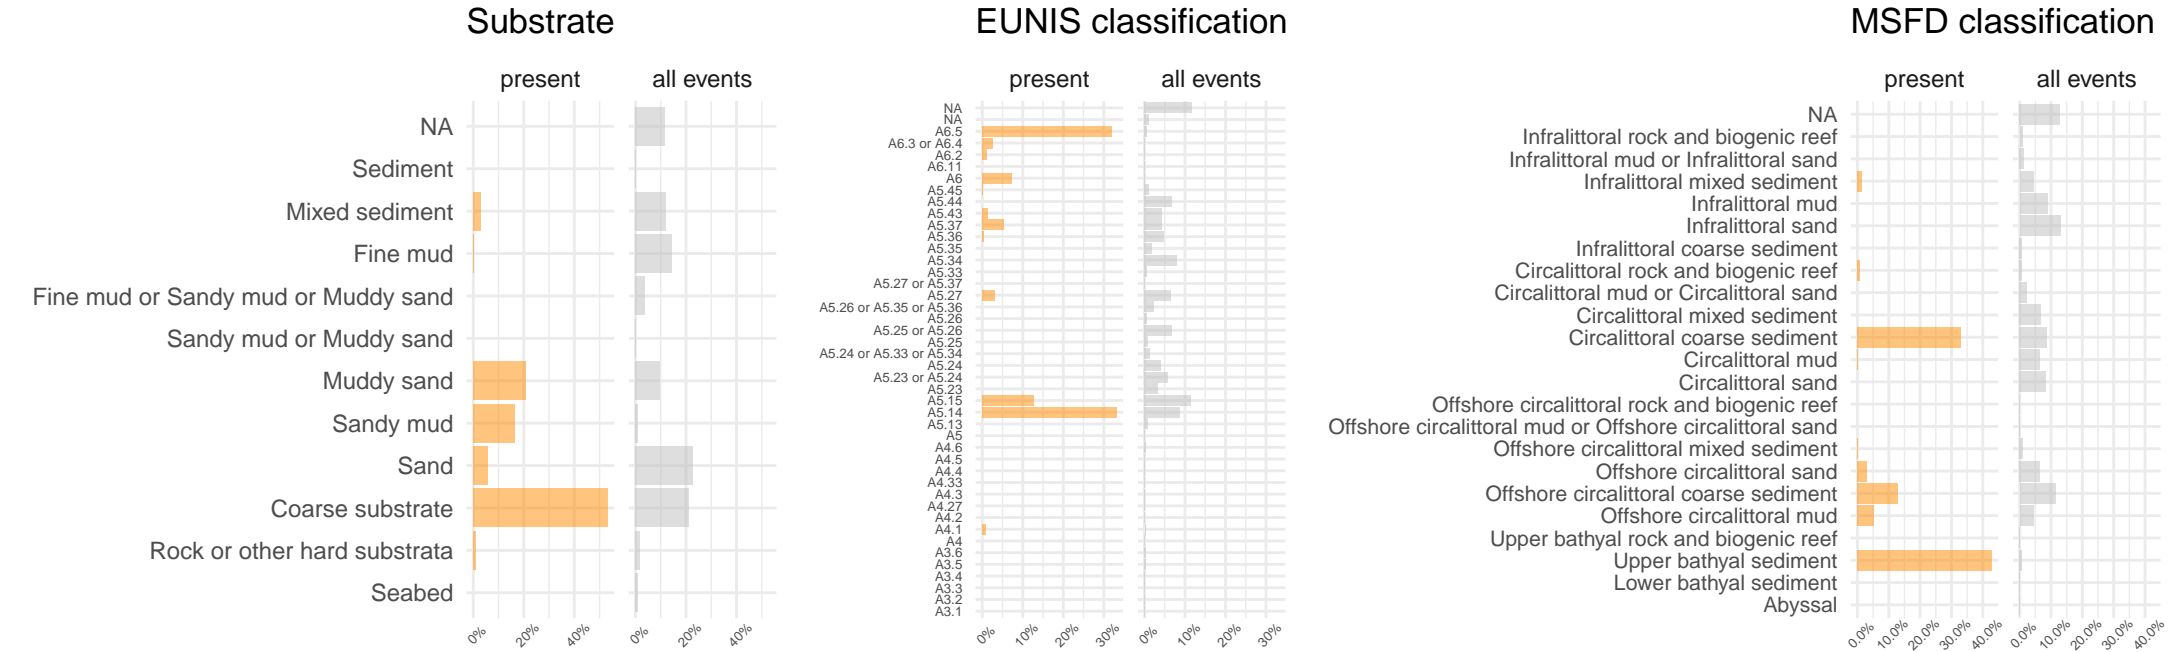 Substrate
present
all events
NA
Sediment
Mixed sediment
Fine mud
Fine mud or Sandy mud or Muddy sand
Sandy mud or Muddy sand
Muddy sand
Sandy mud
Sand
Coarse substrate
Rock or other hard substrata
Seabed
0%
20%
40%
0%
20%
40%
EUNIS classification
present
all events
NA
NA
A6.5
A6.3 or A6.4
A6.2
A6.11
A6
A5.45
A5.44
A5.43
A5.37
A5.36
A5.35
A5.34
A5.33
A5.27 or A5.37
A5.27
A5.26 or A5.35 or A5.36
A5.26
A5.25 or A5.26
A5.25
A5.24 or A5.33 or A5.34
A5.24
A5.23 or A5.24
A5.23
A5.15
A5.14
A5.13
A5
A4.6
A4.5
A4.4
A4.33
A4.3
A4.27
A4.2
A4.1
A4
A3.6
A3.5
A3.4
A3.3
A3.2
A3.1
0%
10%
20%
30%
0%
10%
20%
30%
MSFD classification
present
all events
NA
Infralittoral rock and biogenic reef
Infralittoral mud or Infralittoral sand
Infralittoral mixed sediment
Infralittoral mud
Infralittoral sand
Infralittoral coarse sediment
Circalittoral rock and biogenic reef
Circalittoral mud or Circalittoral sand
Circalittoral mixed sediment
Circalittoral coarse sediment
Circalittoral mud
Circalittoral sand
Offshore circalittoral rock and biogenic reef
Offshore circalittoral mud or Offshore circalittoral sand
Offshore circalittoral mixed sediment
Offshore circalittoral sand
Offshore circalittoral coarse sediment
Offshore circalittoral mud
Upper bathyal rock and biogenic reef
Upper bathyal sediment
Lower bathyal sediment
Abyssal
0.0%
10.0%
20.0%
30.0%
40.0%
0.0%
10.0%
20.0%
30.0%
40.0%